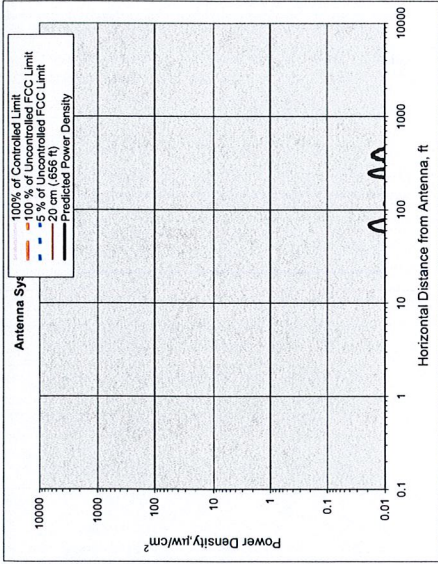 Antenna Sys
100% of Controlled Limit
100 % of Uncontrolled FCC Limit
5 % of Uncontrolled FCC Limit
20 cm (.656 ft)
Predicted Power Density
10000
1000
100
10
1
0.1
0.01
Power Density,µw/cm²
0.1
1
10
100
1000
10000
Horizontal Distance from Antenna, ft